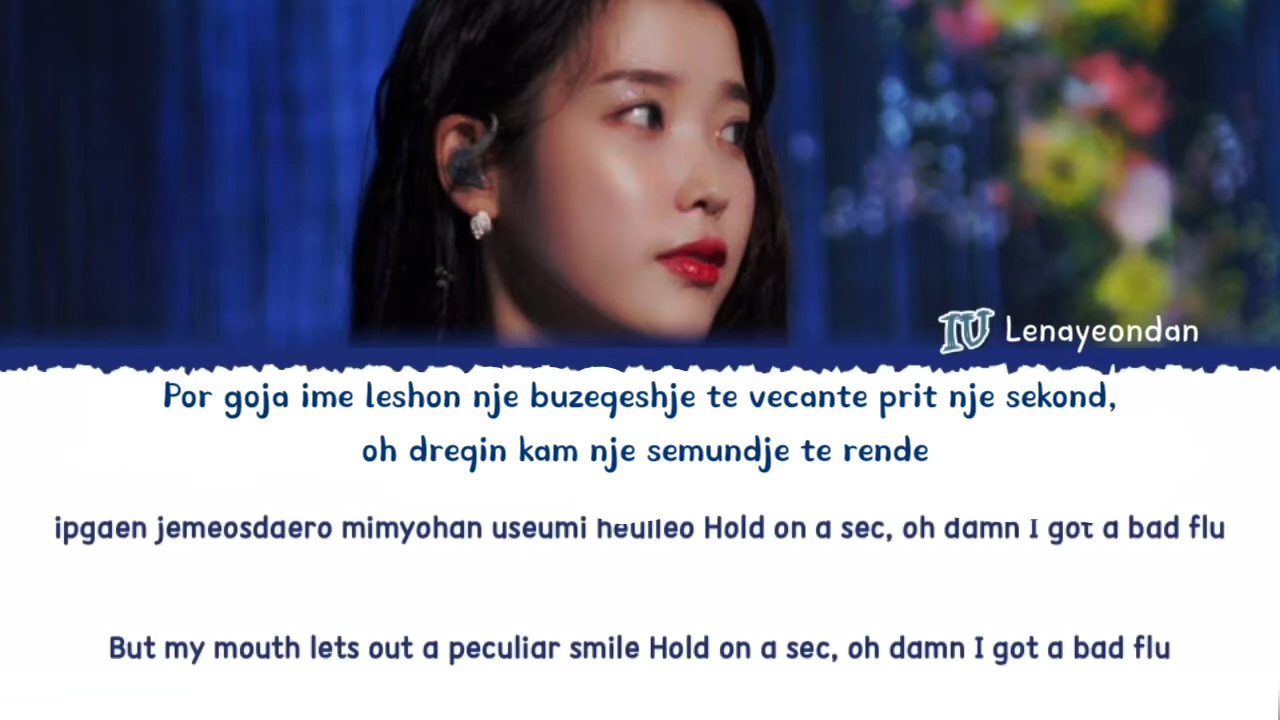 IU Lenayeondan
Por goja ime leshon nje buzeqeshje te vecante prit nje sekond,
oh dreqin kam nje semundje te rende
ipgaen jemeosdaero mimyohan useumi heulleo Hold on a sec, oh damn I got a bad flu
But my mouth lets out a peculiar smile Hold on a sec, oh damn I got a bad flu